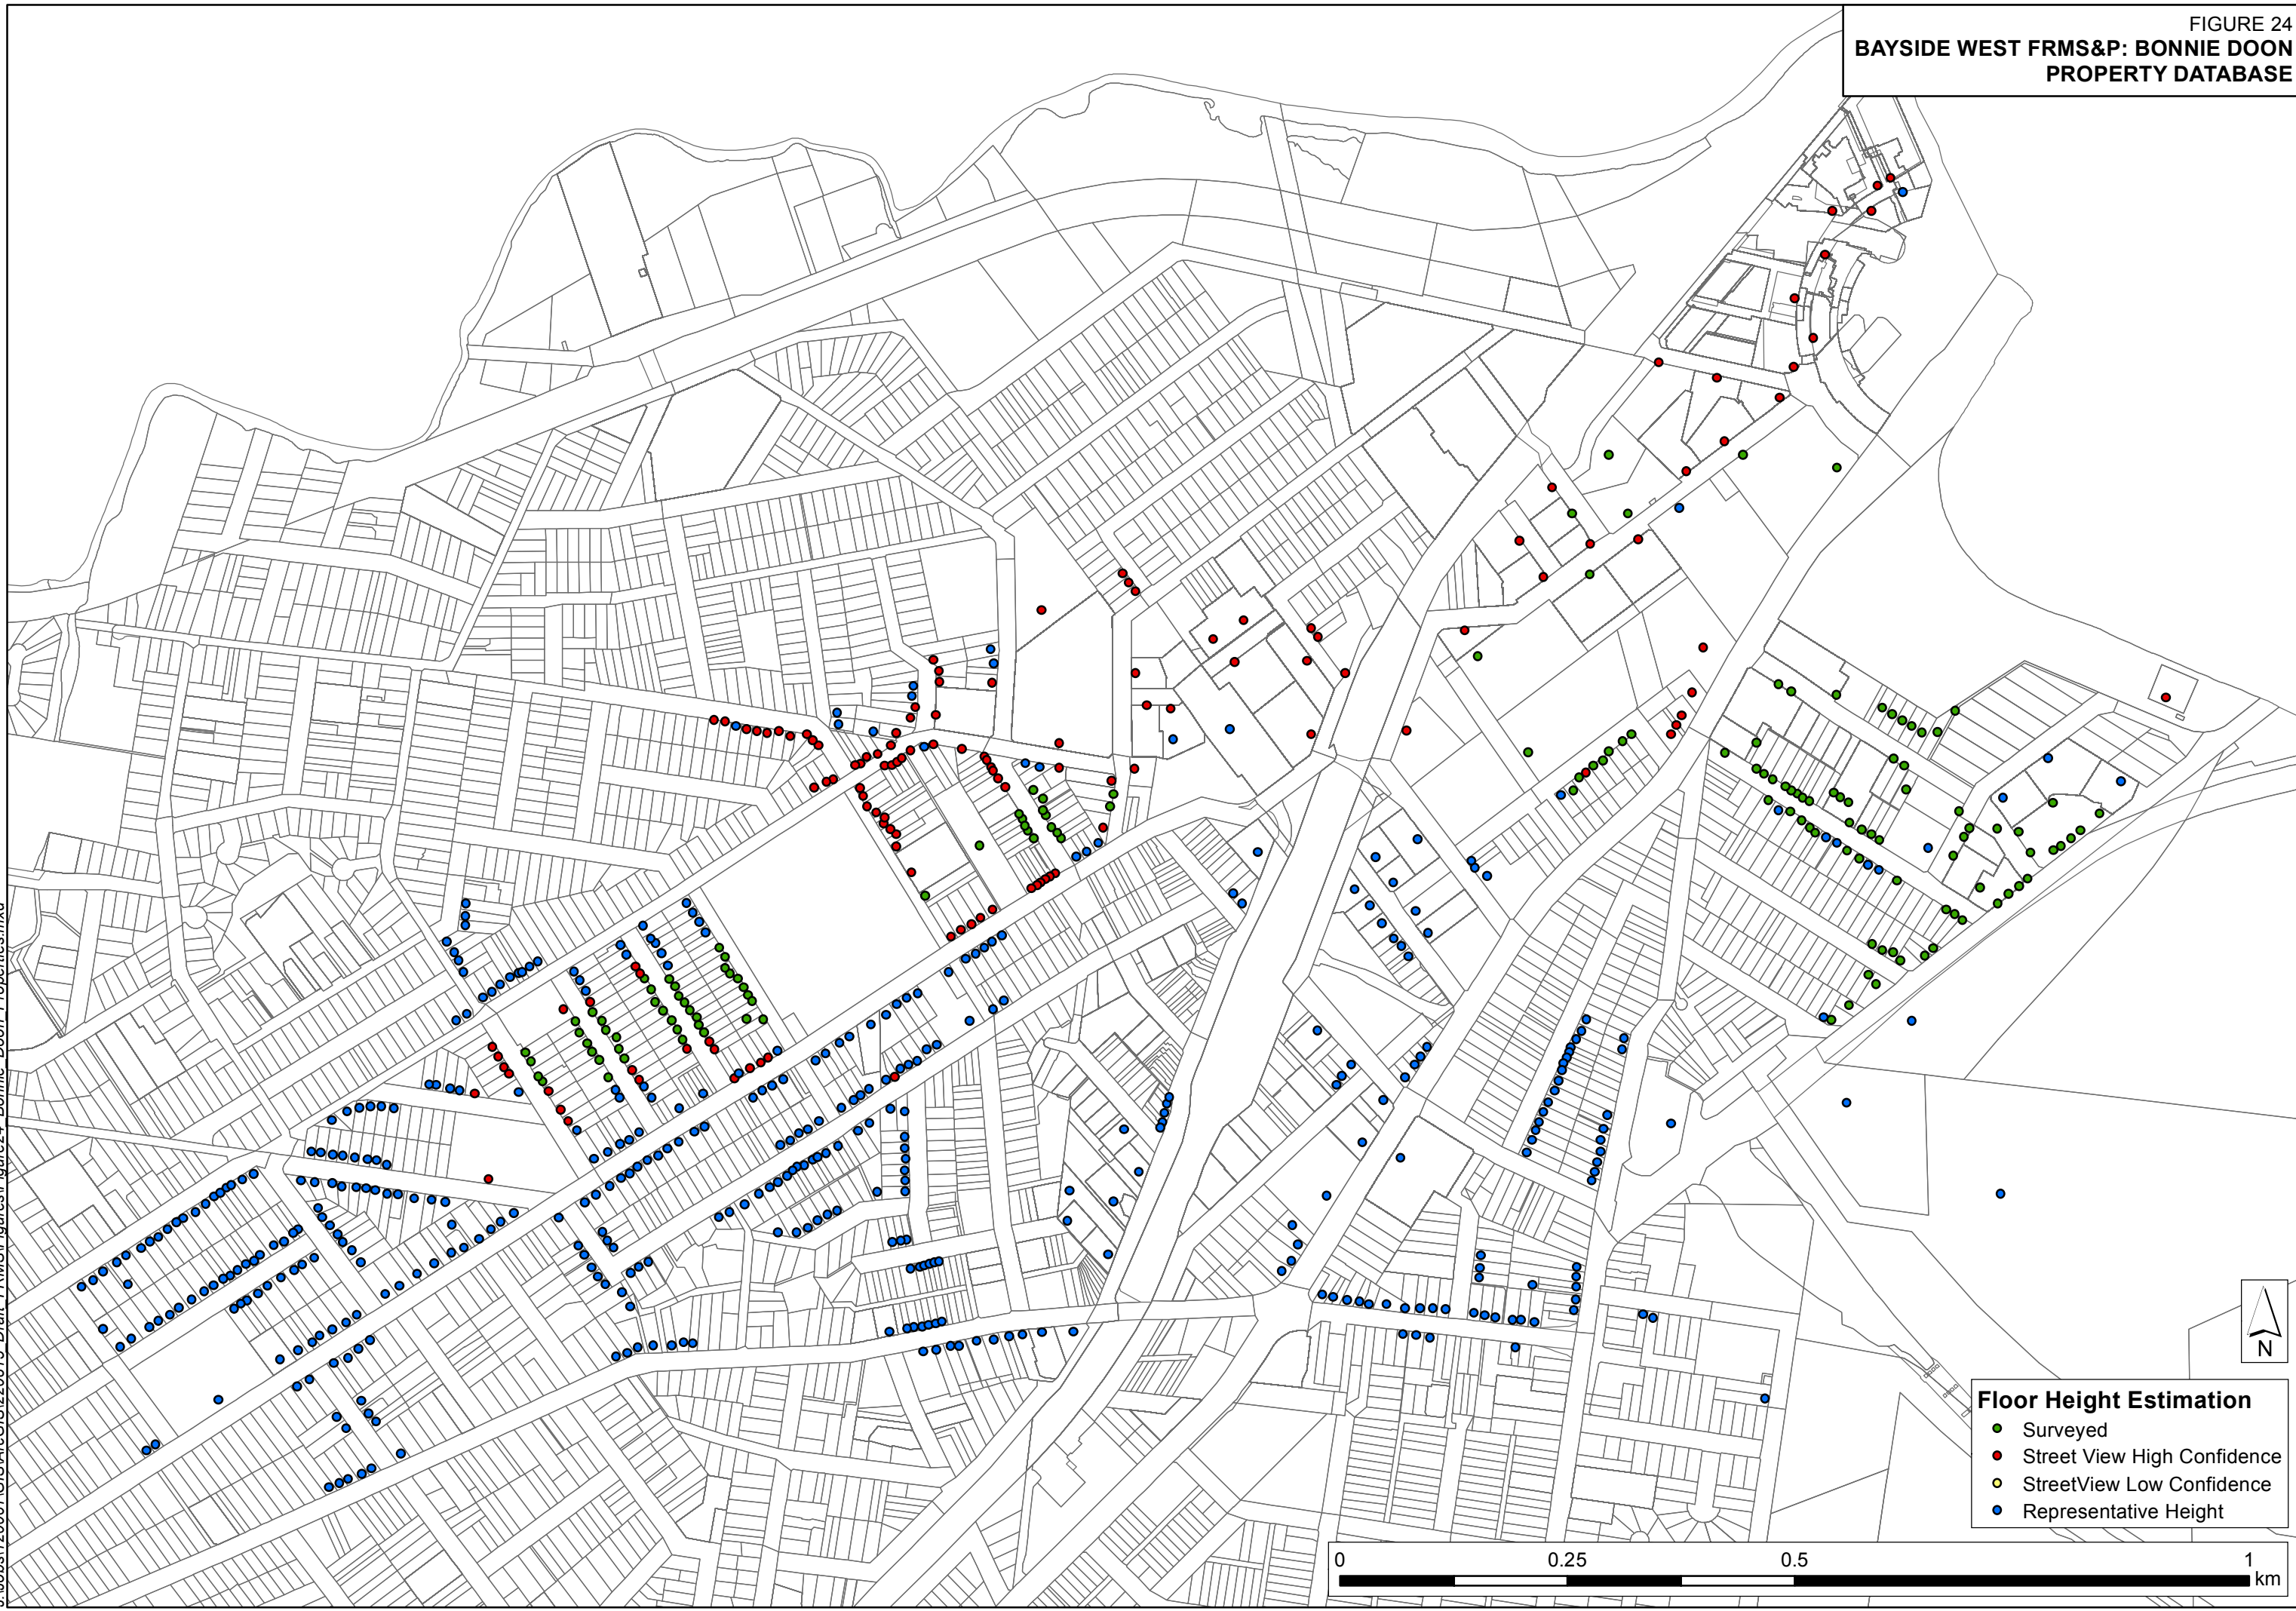 FIGURE 24
BAYSIDE WEST FRMS&P: BONNIE DOON
PROPERTY DATABASE
N
Floor Height Estimation
Surveyed
Street View High Confidence
StreetView Low Confidence
Representative Height
0 0.25 0.5 1
km